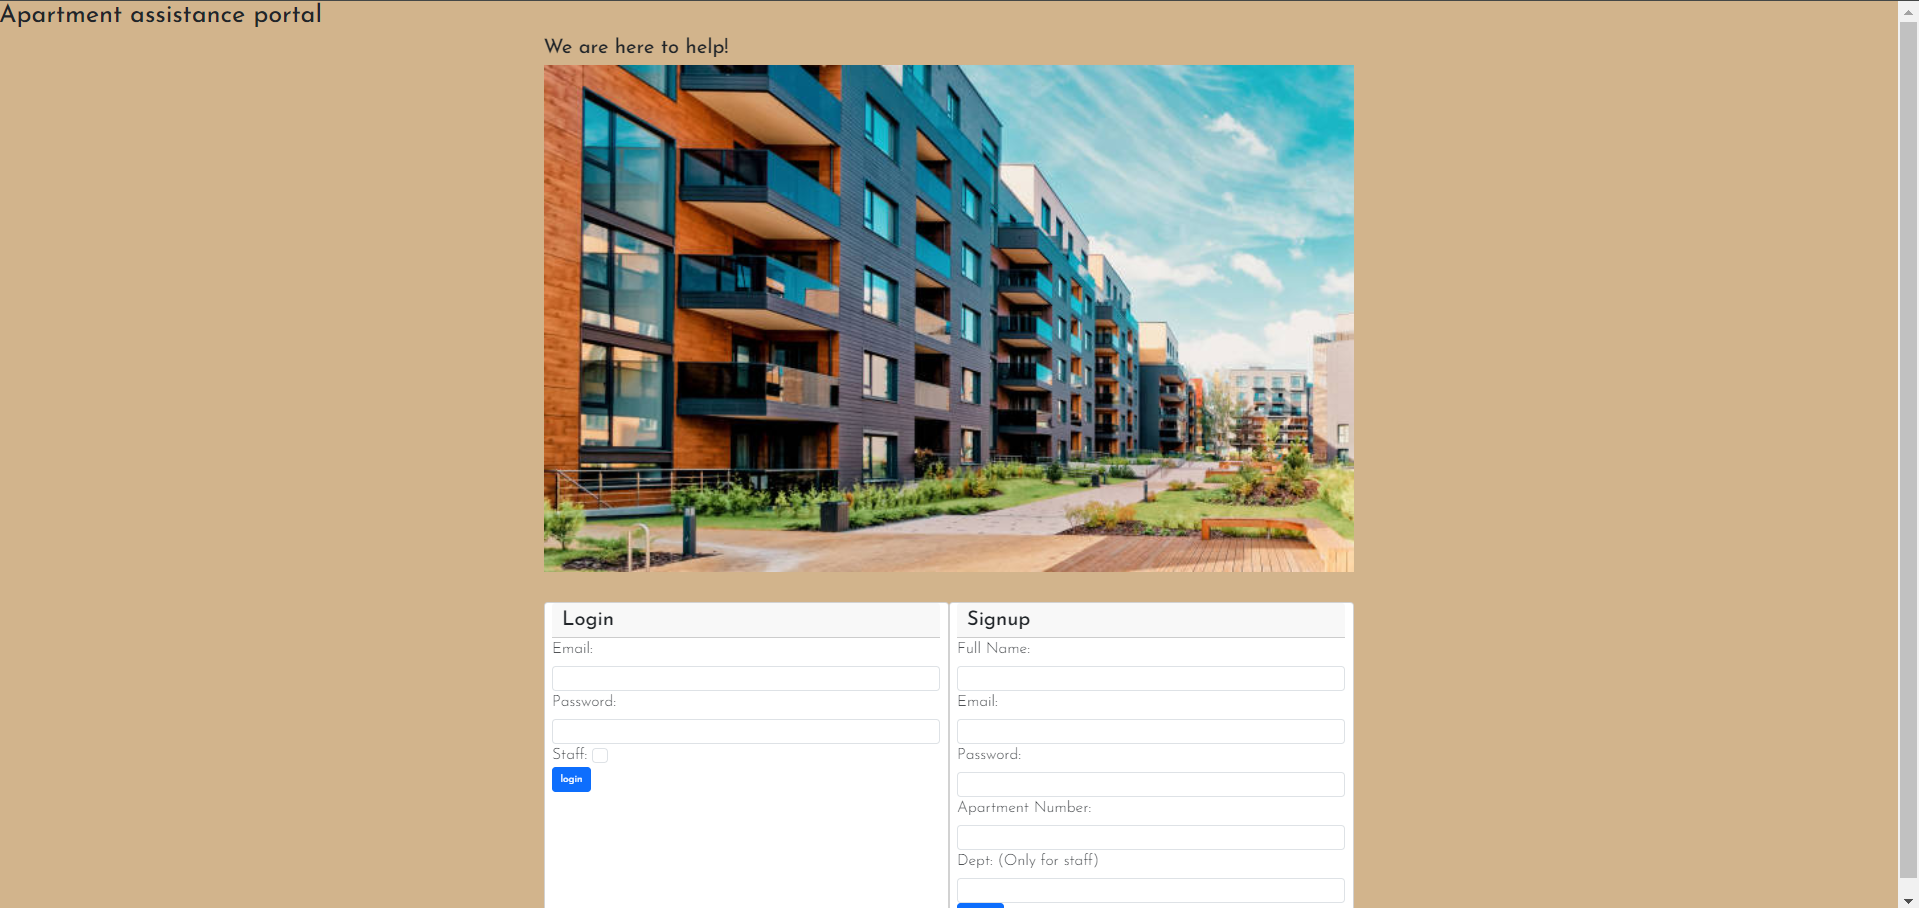 Apartment assistance portal
We are here to help!
Login
Email:
Password:
Staff:
login
Signup
Full Name:
Email:
Password:
Apartment Number:
Dept: (Only for staff)